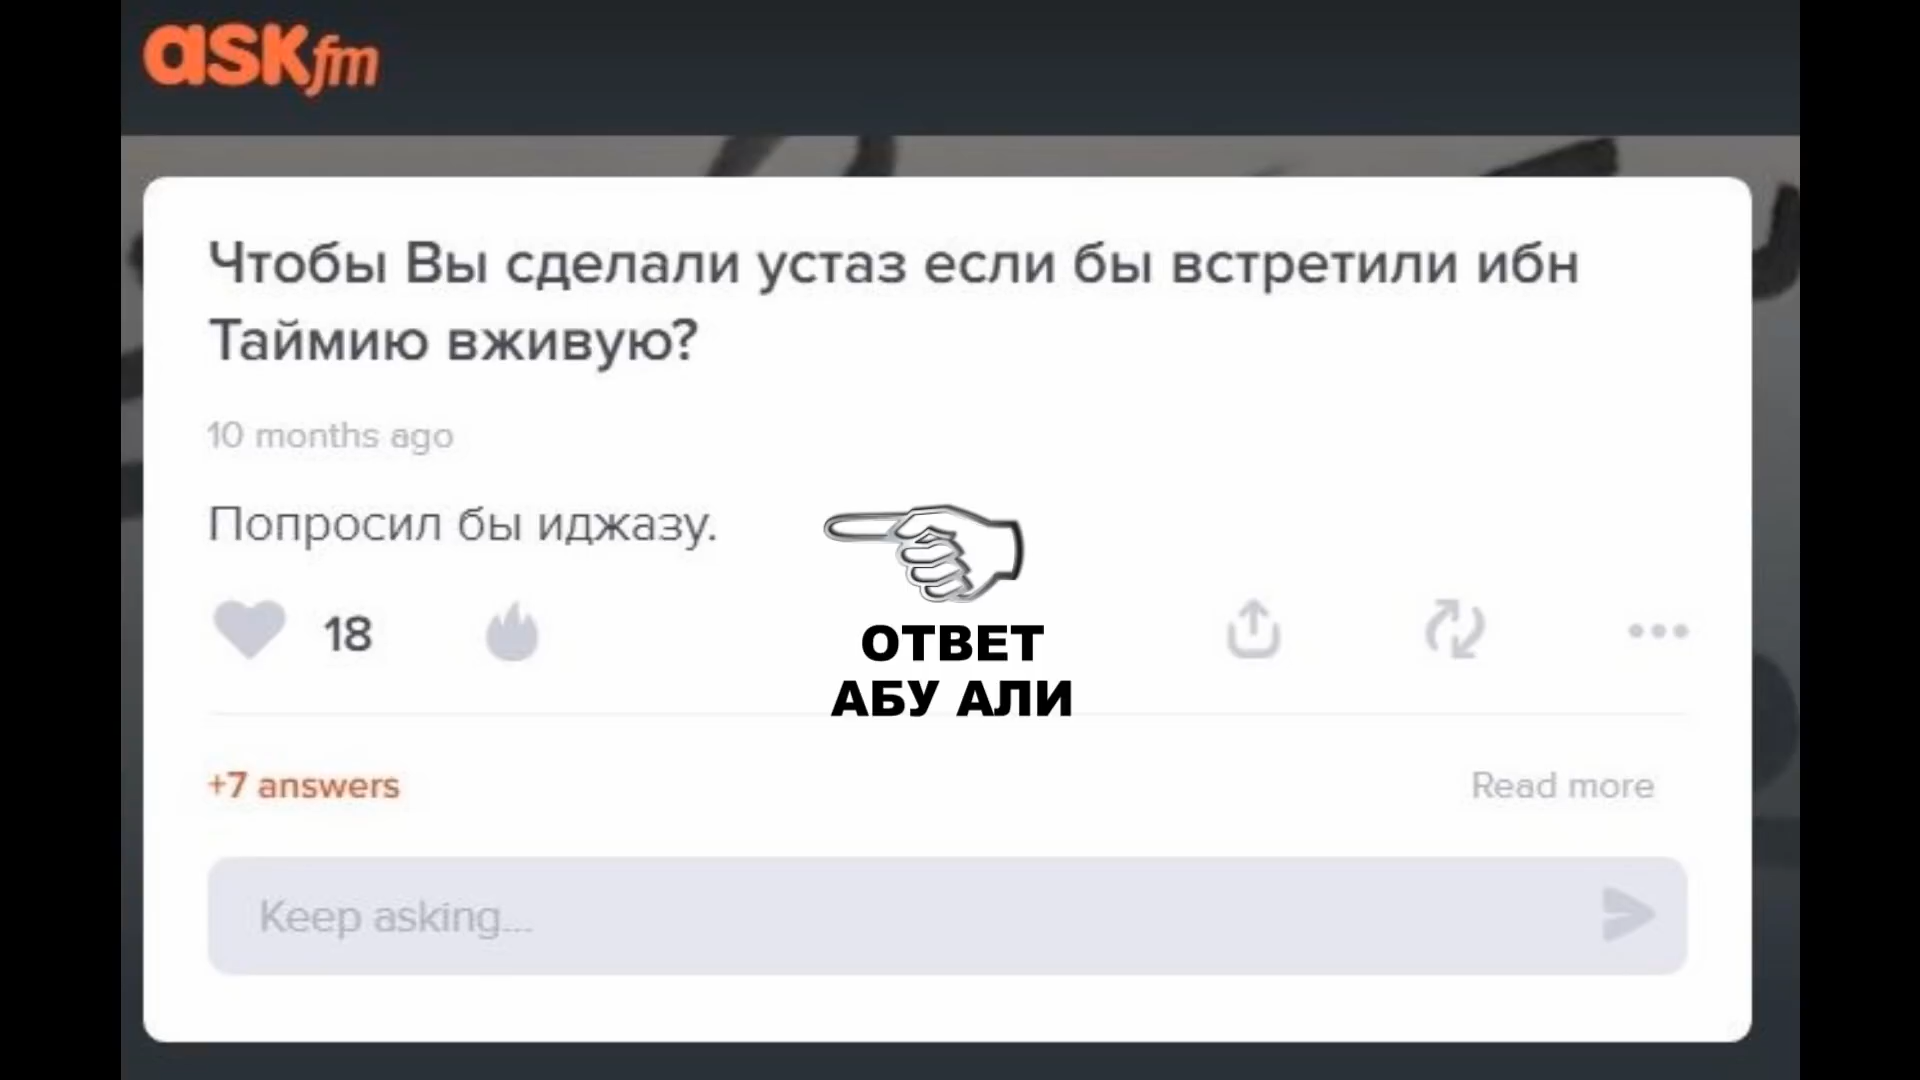 askfm
Чтобы Вы сделали устаз если бы встретили ибн
Таймию вживую?
10 months ago
Попросил бы иджазу.
18
ОТВЕТ
АБУ АЛИ
+7 answers
Read more
Keep asking...